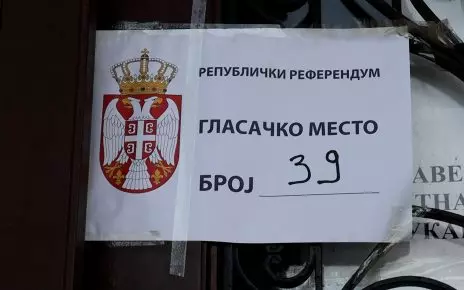 РЕПУБЛИЧКИ РЕФЕРЕНДУМ
ГЛАСАЧКО МЕСТО
БРОЈ 39